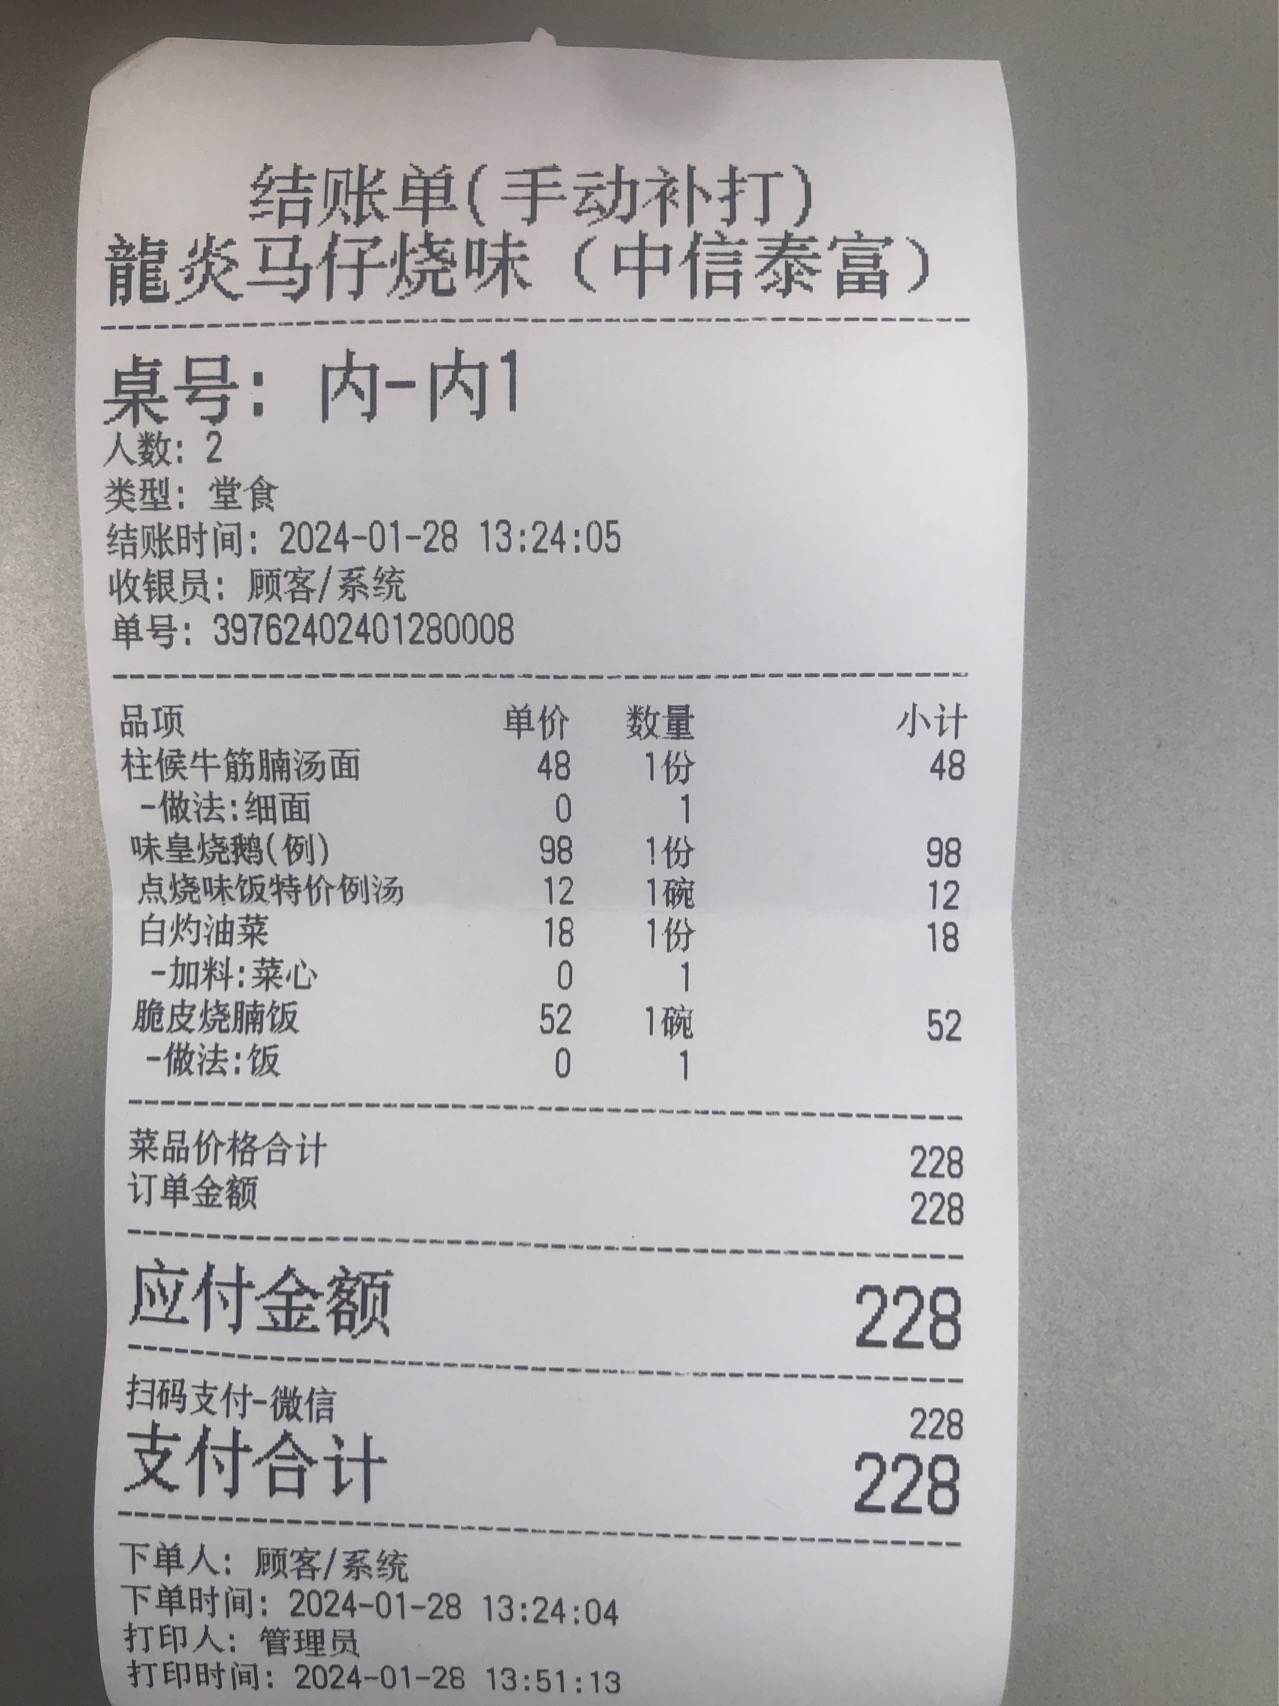 结账单(手动补打)
龍炎马仔烧味（中信泰富）
桌号: 内-内1
人数: 2
类型: 堂食
结账时间: 2024-01-28 13:24:05
收银员: 顾客/系统
单号: 39762402401280008
品项 单价 数量 小计
柱候牛筋腩汤面 48 1份 48
-做法:细面 0 1
味皇烧鹅(例) 98 1份 98
点烧味饭特价例汤 12 1碗 12
白灼油菜 18 1份 18
-加料:菜心 0 1
脆皮烧腩饭 52 1碗 52
-做法:饭 0 1
菜品价格合计 228
订单金额 228
应付金额 228
扫码支付-微信 228
支付合计 228
下单人: 顾客/系统
下单时间: 2024-01-28 13:24:04
打印人: 管理员
打印时间: 2024-01-28 13:51:13